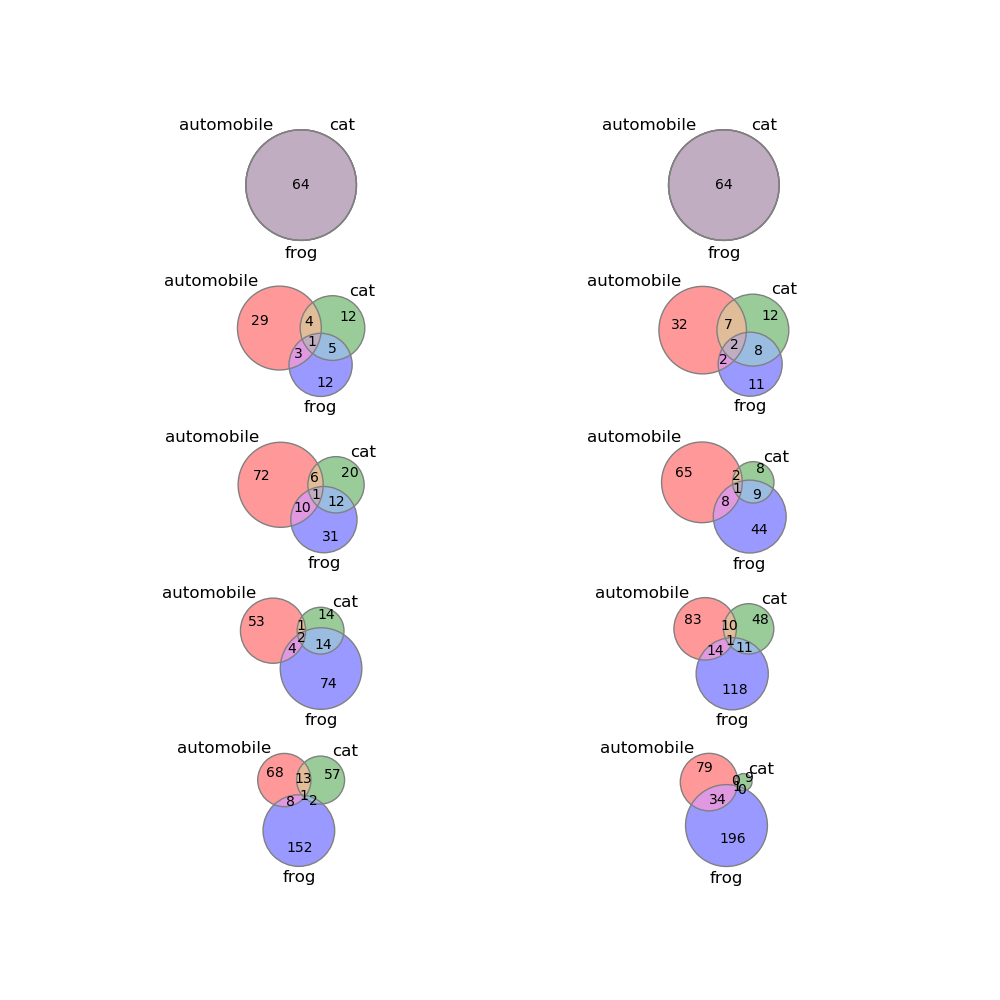 automobile cat
64
frog
automobile cat
64
frog
automobile
cat
29 4 12
1
3 5
12
frog
automobile
cat
32 7 12
2
2 8
11
frog
automobile
cat
72 6 20
1
10 12
31
frog
automobile
cat
65 2 8
1
8 9
44
frog
automobile
cat
53 1 14
2
4 14
74
frog
automobile
cat
83 10 48
1
14 11
118
frog
automobile
cat
68 13 57
1
8 2
152
frog
automobile
cat
79 0 9
1
34 0
196
frog